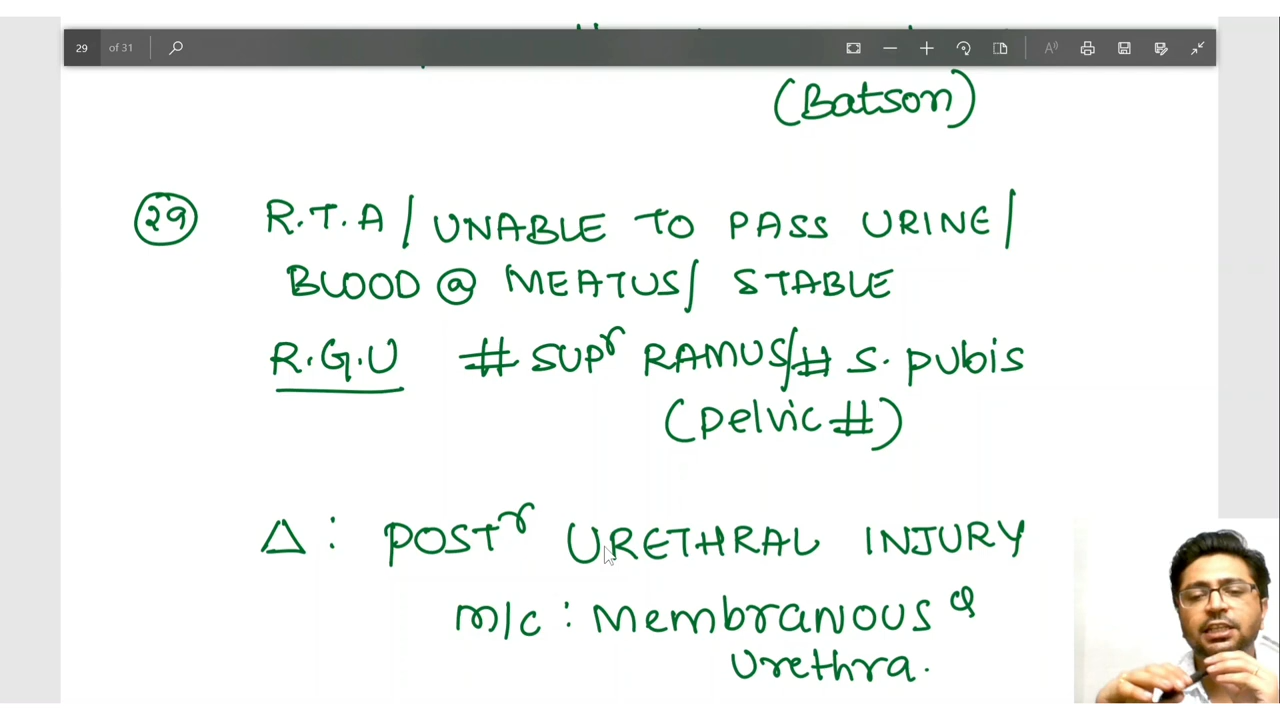 29 of 31
(Batson)
29 R.T.A / UNABLE TO PASS URINE /
BLOOD @ MEATUS / STABLE
R.G.U # SUPr RAMUS / # S. pubis
(pelvic #)
Δ : POSTr URETHRAL INJURY
m/c : Membranous
Urethra.